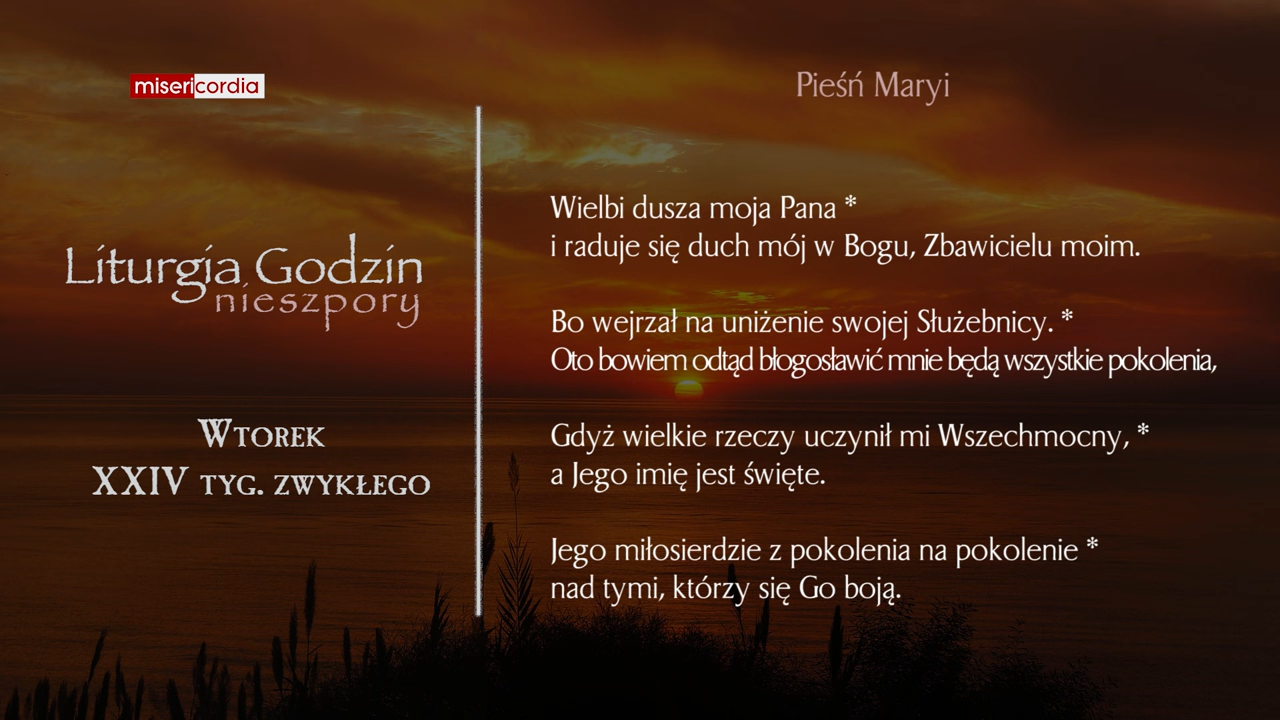 misericordia
Liturgia Godzin
nieszpory
Wtorek
XXIV tyg. zwykłego
Pieśń Maryi
Wielbi dusza moja Pana *
i raduje się duch mój w Bogu, Zbawicielu moim.
Bo wejrzał na uniżenie swojej Służebnicy. *
Oto bowiem odtąd błogosławić mnie będą wszystkie pokolenia,
Gdyż wielkie rzeczy uczynił mi Wszechmocny, *
a Jego imię jest święte.
Jego miłosierdzie z pokolenia na pokolenie *
nad tymi, którzy się Go boją.